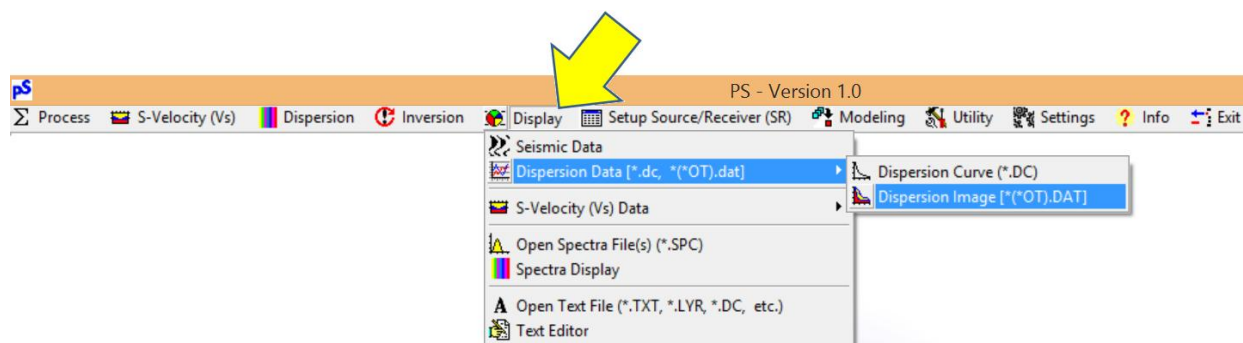 pS PS - Version 1.0
Σ Process S-Velocity (Vs) Dispersion Inversion Display Setup Source/Receiver (SR) Modeling Utility Settings ? Info Exit
Seismic Data
Dispersion Data [*.dc, *(*OT).dat]
Dispersion Curve (*.DC)
Dispersion Image [*(*OT).DAT]
S-Velocity (Vs) Data
Open Spectra File(s) (*.SPC)
Spectra Display
A Open Text File (*.TXT, *.LYR, *.DC, etc.)
Text Editor